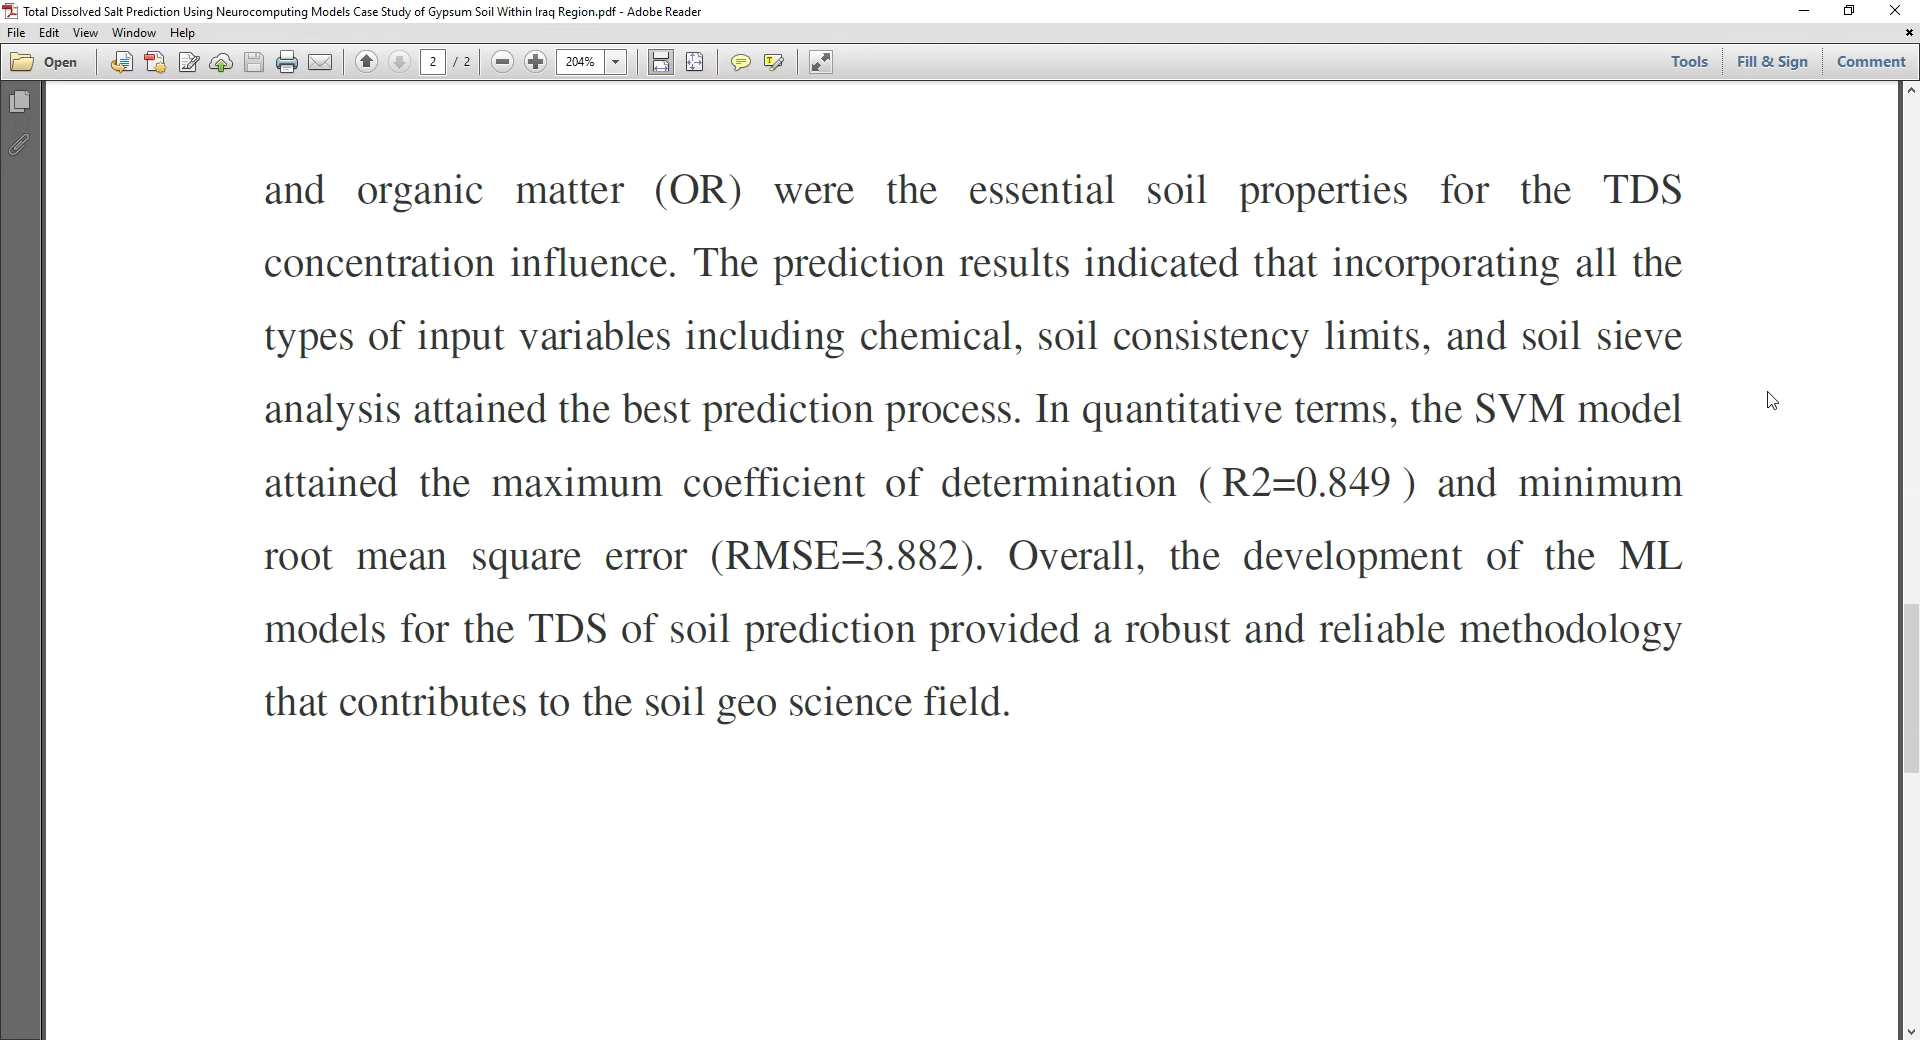 Total Dissolved Salt Prediction Using Neurocomputing Models Case Study of Gypsum Soil Within Iraq Region.pdf - Adobe Reader
File Edit View Window Help
Open 2 / 2 204% Tools Fill & Sign Comment
and organic matter (OR) were the essential soil properties for the TDS
concentration influence. The prediction results indicated that incorporating all the
types of input variables including chemical, soil consistency limits, and soil sieve
analysis attained the best prediction process. In quantitative terms, the SVM model
attained the maximum coefficient of determination ( R2=0.849 ) and minimum
root mean square error (RMSE=3.882). Overall, the development of the ML
models for the TDS of soil prediction provided a robust and reliable methodology
that contributes to the soil geo science field.